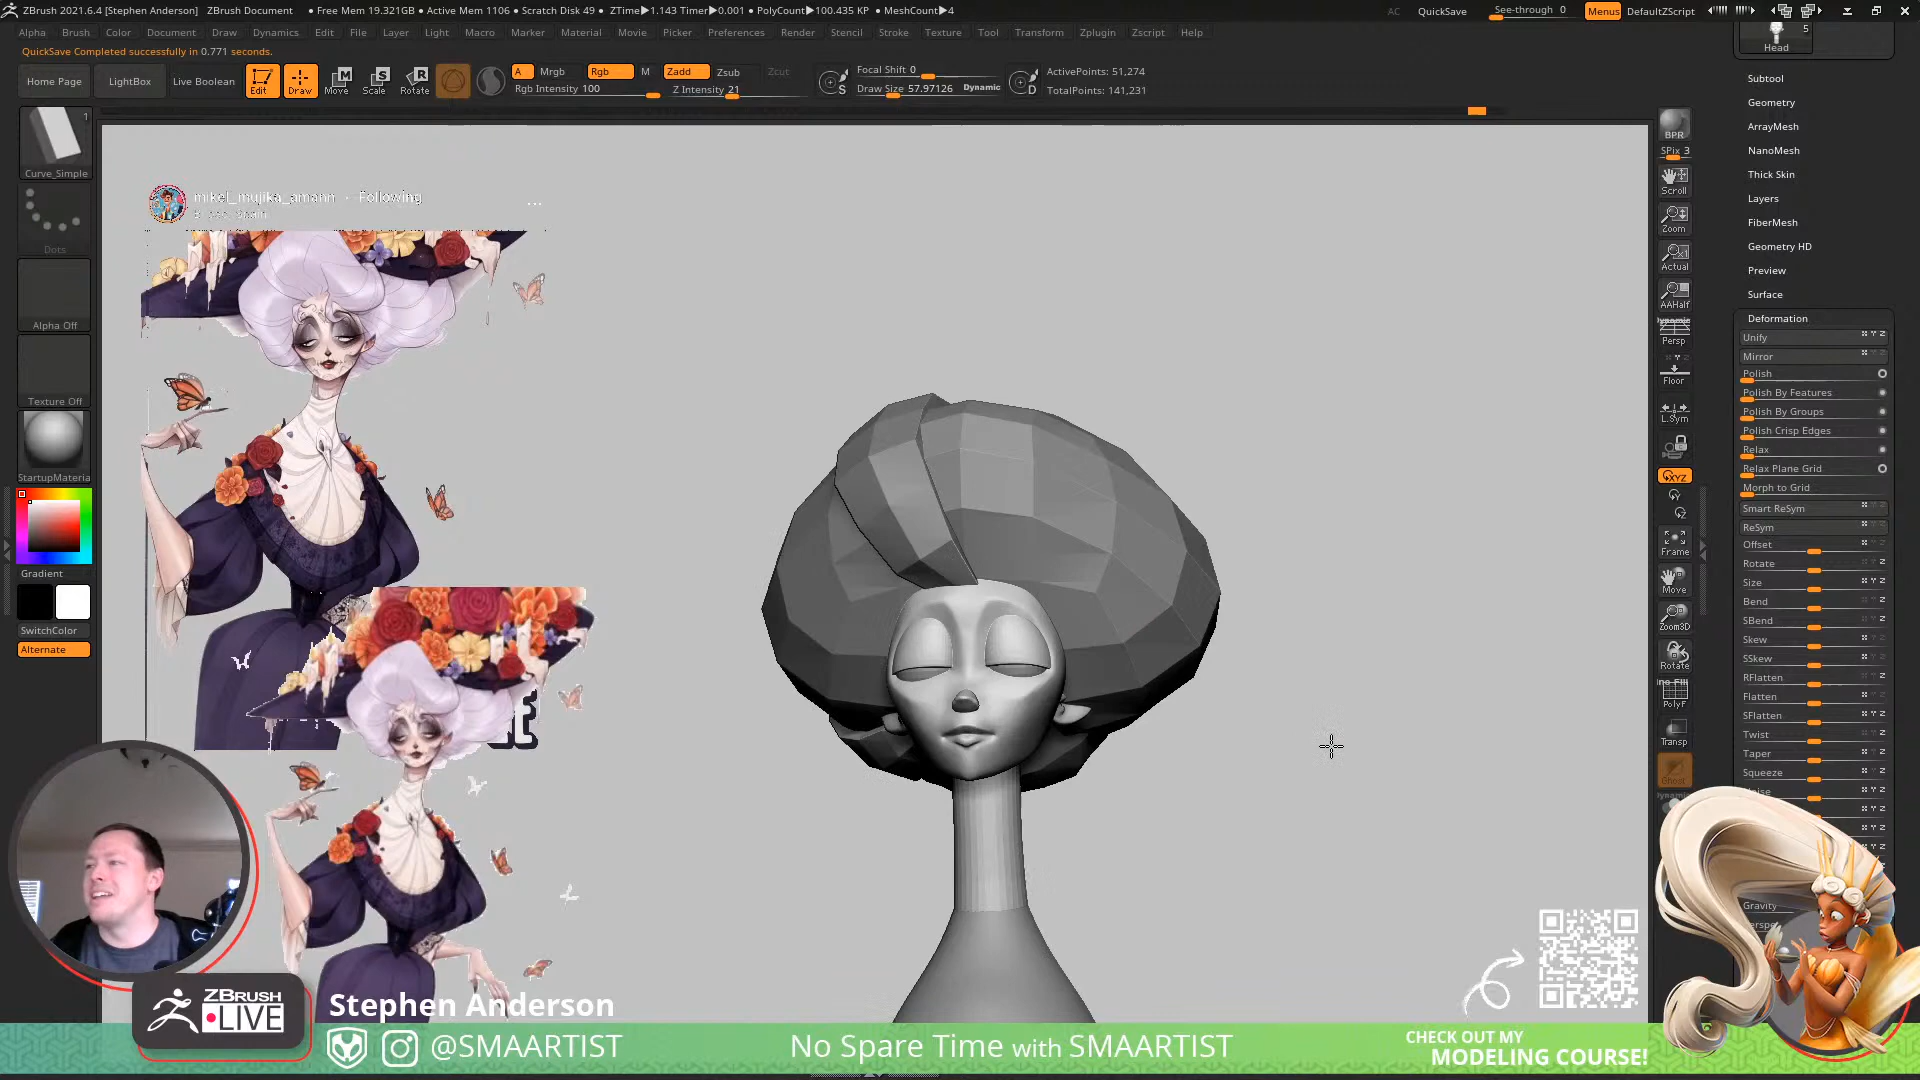 ZBrush 2021.6.4 [Stephen Anderson]
ZBrush Document
• Free Mem 19.321GB • Active Mem 1106 • Scratch Disk 49 • ZTime▶1.143 Timer▶0.001 • PolyCount▶100.435 KP • MeshCount▶4
AC
QuickSave
See-through 0
Menus
DefaultZScript
Alpha Brush Color Document Draw Dynamics Edit File Layer Light Macro Marker Material Movie Picker Preferences Render Stencil Stroke Texture Tool Transform Zplugin Zscript Help
QuickSave Completed successfully in 0.771 seconds.
Home Page
LightBox
Live Boolean
Edit
Draw
Move
Scale
Rotate
A
Mrgb
Rgb
M
Rgb Intensity 100
Zadd
Zsub
Zcut
Z Intensity 21
Focal Shift 0
Draw Size 57.97126
Dynamic
ActivePoints: 51,274
TotalPoints: 141,231
1
Curve_Simple
Dots
Alpha Off
Texture Off
StartupMateria
Gradient
SwitchColor
Alternate
mikel_mujika_amann • Following
BPR
SPix 3
Scroll
Zoom
Actual
AAHalf
Persp
Floor
L.Sym
XYZ
Frame
Move
Zoom3D
Rotate
PolyF
Transp
Ghost
5
Head
Subtool
Geometry
ArrayMesh
NanoMesh
Thick Skin
Layers
FiberMesh
Geometry HD
Preview
Surface
Deformation
Unify
Mirror
Polish
Polish By Features
Polish By Groups
Polish Crisp Edges
Relax
Relax Plane Grid
Morph to Grid
Smart ReSym
ReSym
Offset
Rotate
Size
Bend
SBend
Skew
SSkew
RFlatten
Flatten
SFlatten
Twist
Taper
Squeeze
Gravity
ZBRUSH
LIVE
Stephen Anderson
@SMAARTIST
No Spare Time with SMAARTIST
CHECK OUT MY
MODELING COURSE!